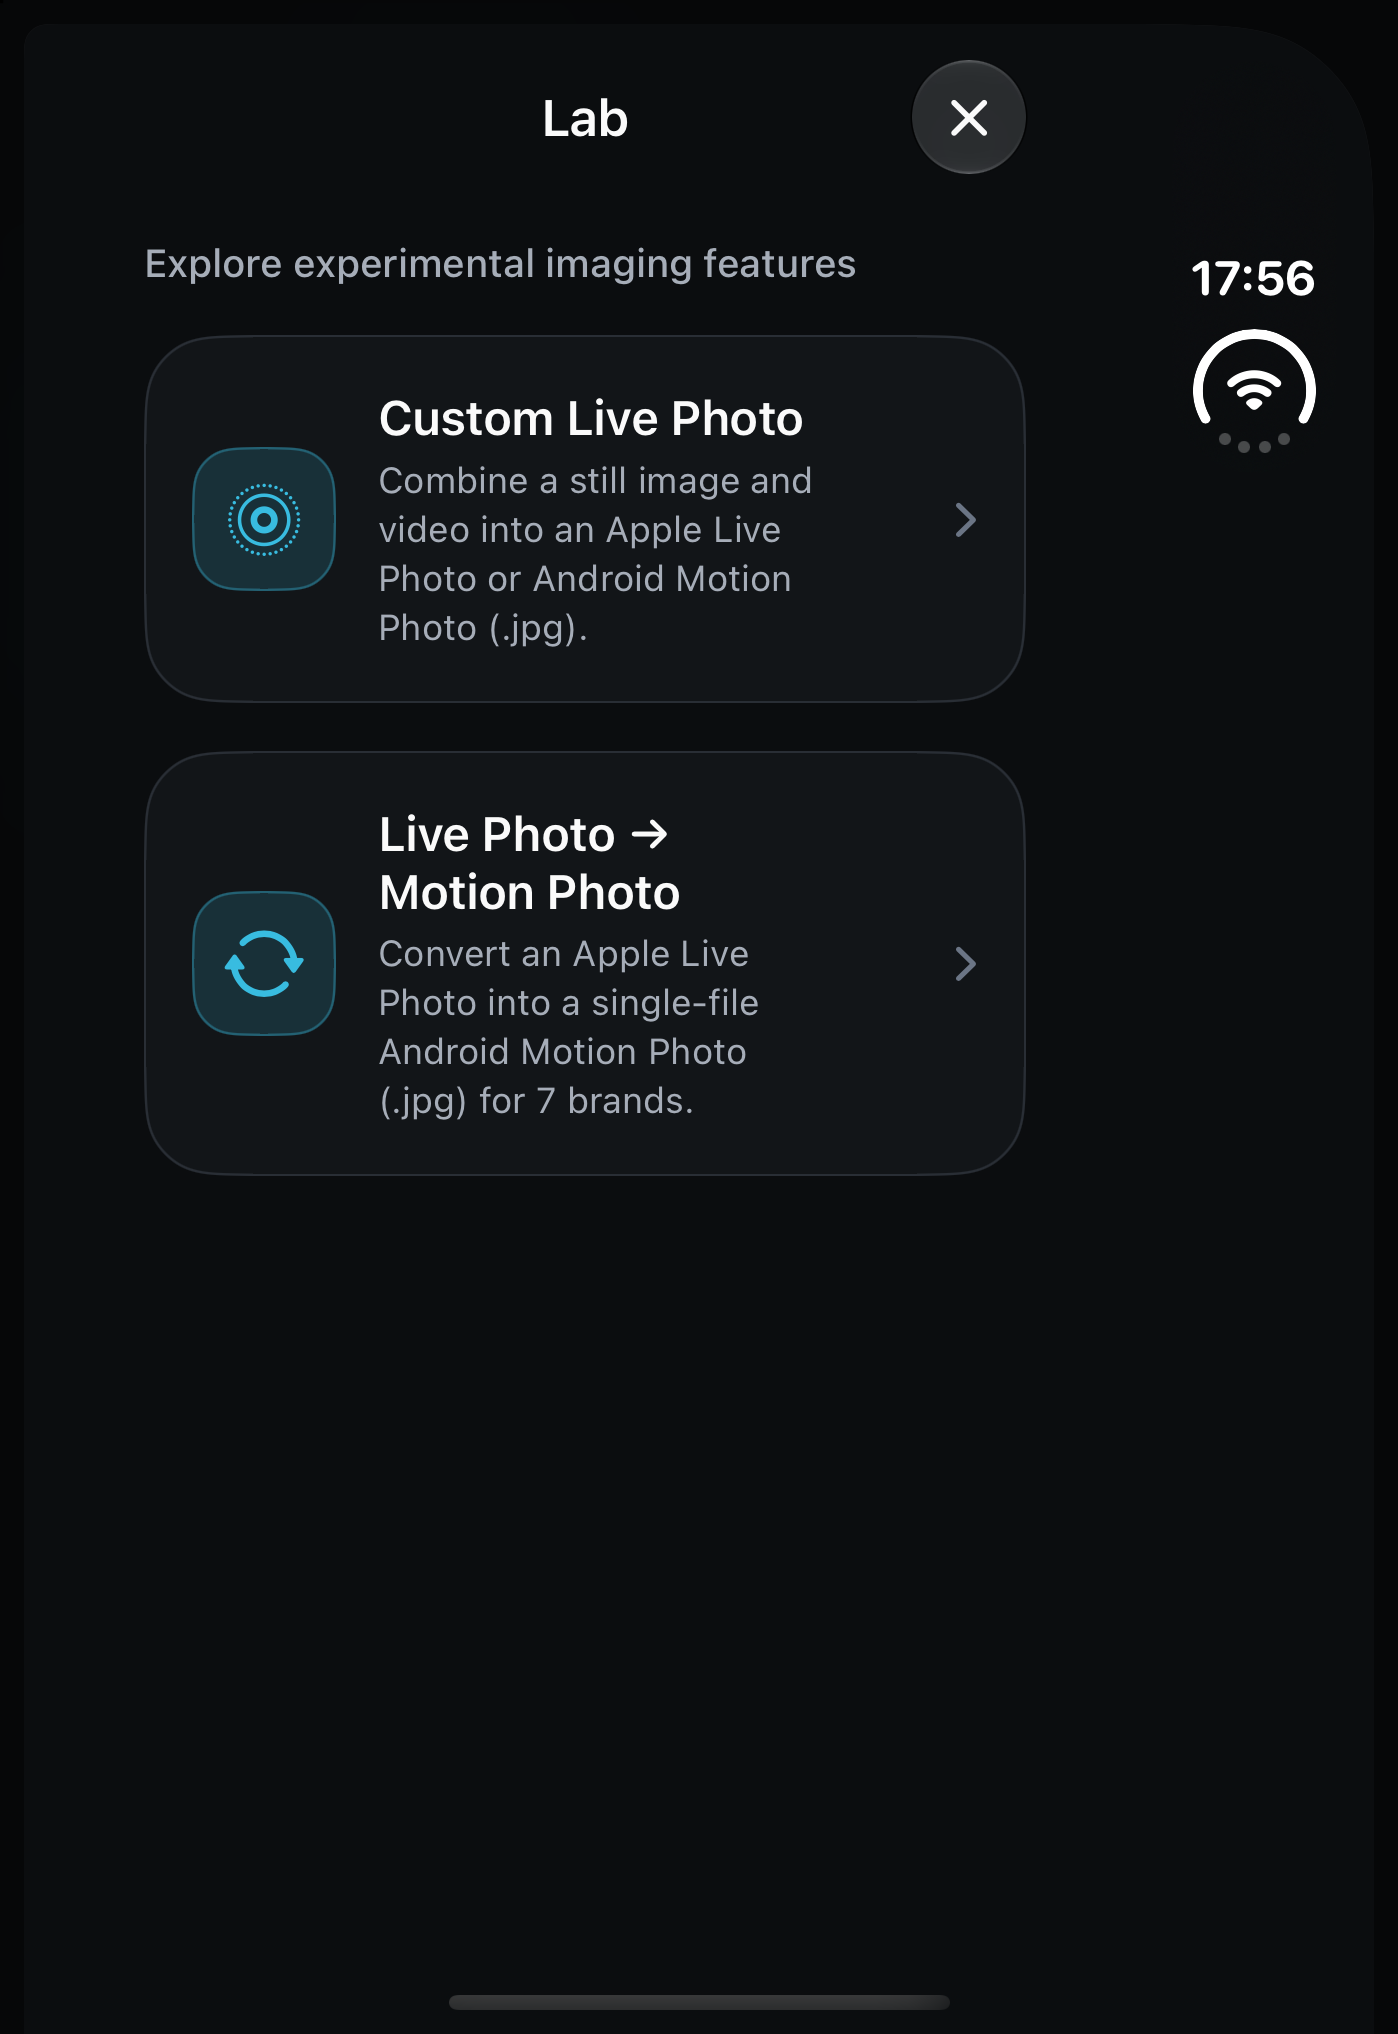 Lab
Explore experimental imaging features
17:56
Custom Live Photo
Combine a still image and
video into an Apple Live
Photo or Android Motion
Photo (.jpg).
Live Photo →
Motion Photo
Convert an Apple Live
Photo into a single-file
Android Motion Photo
(.jpg) for 7 brands.